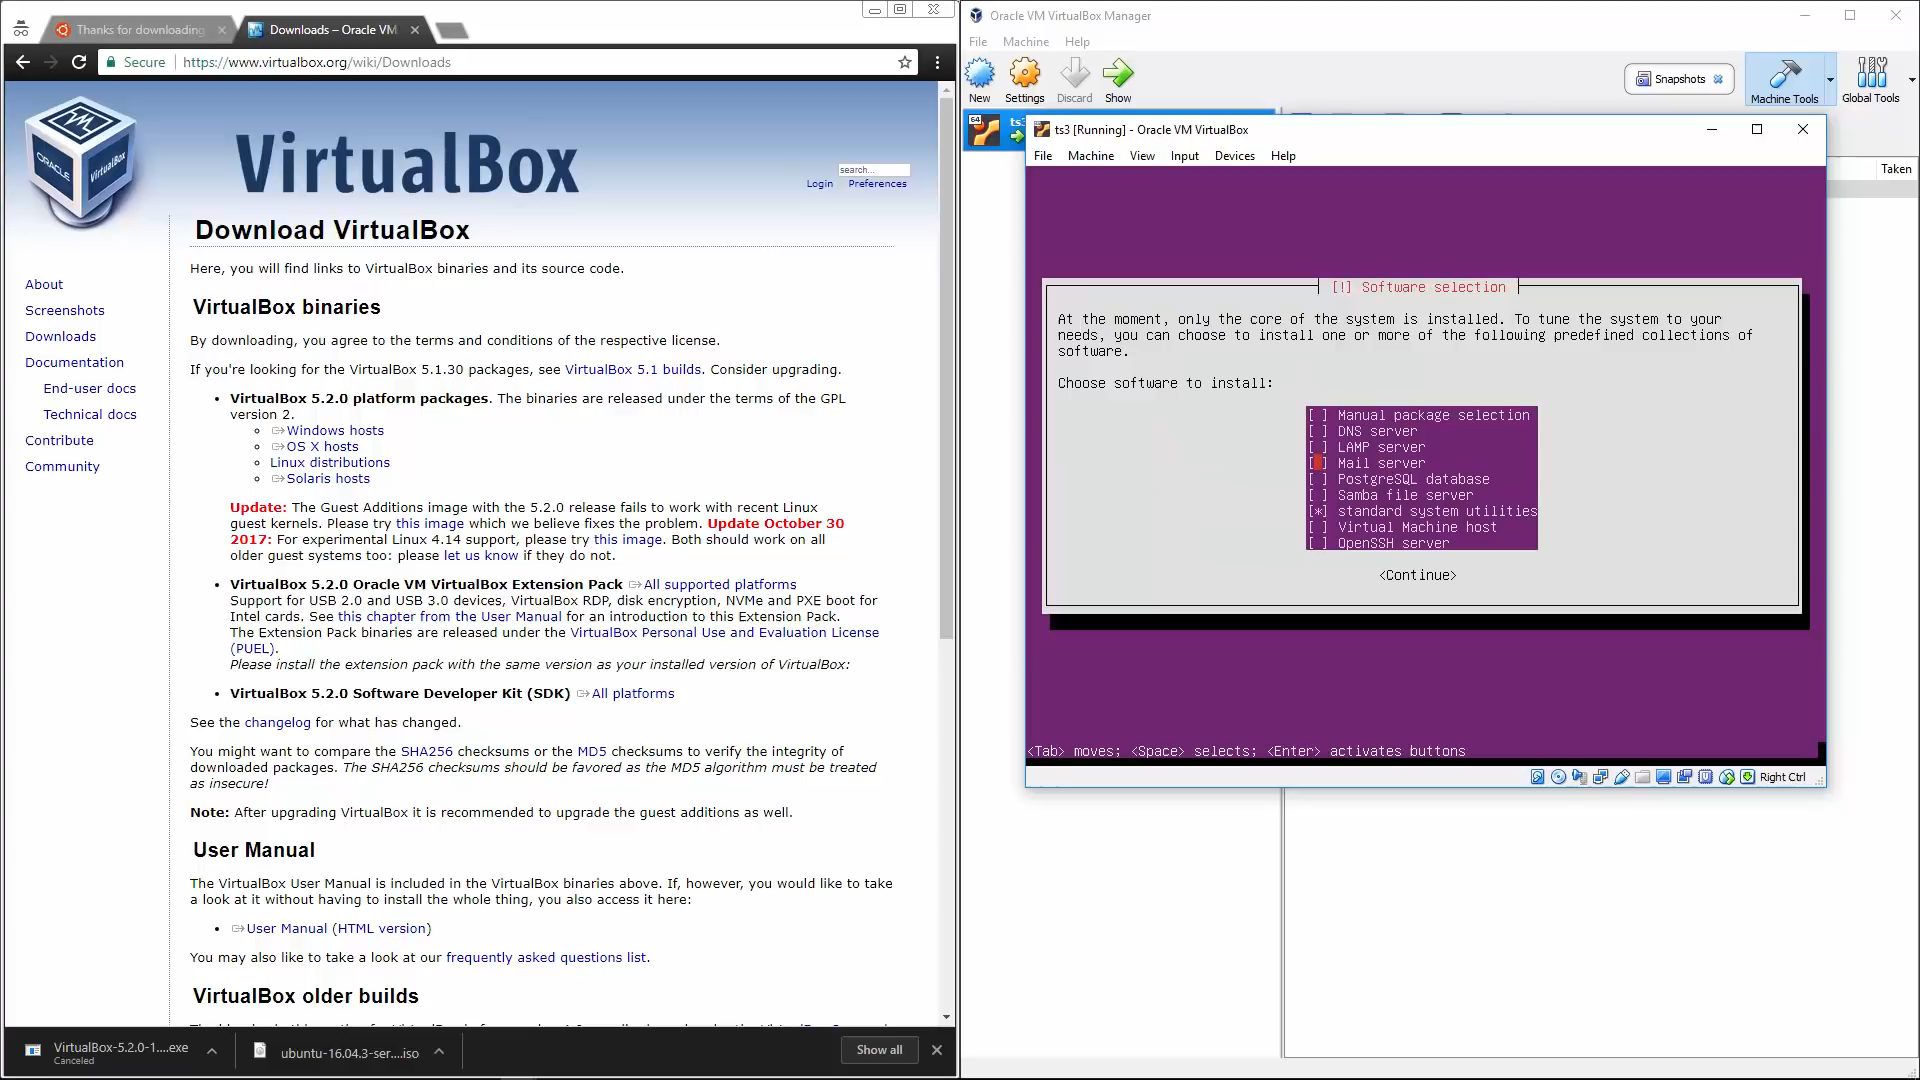 Thanks for downloading
Downloads – Oracle VM
Secure
https://www.virtualbox.org/wiki/Downloads
ORACLE
VirtualBox
VirtualBox
search...
Login
Preferences
Download VirtualBox
Here, you will find links to VirtualBox binaries and its source code.
About
Screenshots
Downloads
Documentation
End-user docs
Technical docs
Contribute
Community
VirtualBox binaries
By downloading, you agree to the terms and conditions of the respective license.
If you're looking for the VirtualBox 5.1.30 packages, see VirtualBox 5.1 builds. Consider upgrading.
VirtualBox 5.2.0 platform packages. The binaries are released under the terms of the GPL
version 2.
Windows hosts
OS X hosts
Linux distributions
Solaris hosts
Update: The Guest Additions image with the 5.2.0 release fails to work with recent Linux
guest kernels. Please try this image which we believe fixes the problem. Update October 30
2017: For experimental Linux 4.14 support, please try this image. Both should work on all
older guest systems too: please let us know if they do not.
VirtualBox 5.2.0 Oracle VM VirtualBox Extension Pack All supported platforms
Support for USB 2.0 and USB 3.0 devices, VirtualBox RDP, disk encryption, NVMe and PXE boot for
Intel cards. See this chapter from the User Manual for an introduction to this Extension Pack.
The Extension Pack binaries are released under the VirtualBox Personal Use and Evaluation License
(PUEL).
Please install the extension pack with the same version as your installed version of VirtualBox:
VirtualBox 5.2.0 Software Developer Kit (SDK) All platforms
See the changelog for what has changed.
You might want to compare the SHA256 checksums or the MD5 checksums to verify the integrity of
downloaded packages. The SHA256 checksums should be favored as the MD5 algorithm must be treated
as insecure!
Note: After upgrading VirtualBox it is recommended to upgrade the guest additions as well.
User Manual
The VirtualBox User Manual is included in the VirtualBox binaries above. If, however, you would like to take
a look at it without having to install the whole thing, you also access it here:
User Manual (HTML version)
You may also like to take a look at our frequently asked questions list.
VirtualBox older builds
VirtualBox-5.2.0-1....exe
Canceled
ubuntu-16.04.3-ser....iso
Show all
Oracle VM VirtualBox Manager
File Machine Help
New Settings Discard Show
Snapshots
Machine Tools
Global Tools
64
ts3
Taken
ts3 [Running] - Oracle VM VirtualBox
File Machine View Input Devices Help
[!] Software selection
At the moment, only the core of the system is installed. To tune the system to your
needs, you can choose to install one or more of the following predefined collections of
software.
Choose software to install:
[ ] Manual package selection
[ ] DNS server
[ ] LAMP server
[ ] Mail server
[ ] PostgreSQL database
[ ] Samba file server
[*] standard system utilities
[ ] Virtual Machine host
[ ] OpenSSH server
<Continue>
<Tab> moves; <Space> selects; <Enter> activates buttons
Right Ctrl